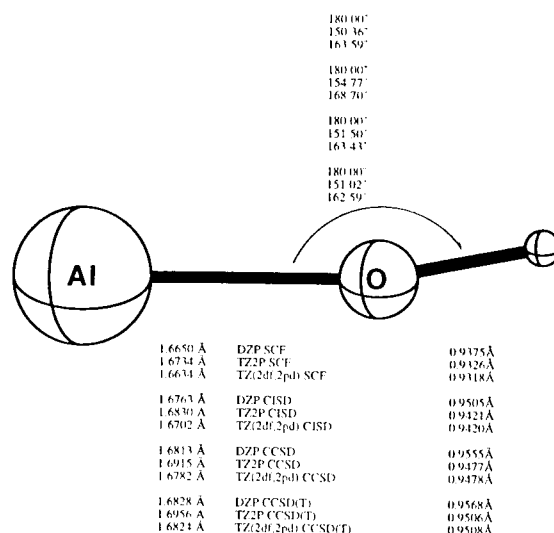 180.00°
150.36°
163.59°
180.00°
154.77°
168.70°
180.00°
151.50°
163.43°
180.00°
151.02°
162.59°
Al
O
1.6650 Å DZP SCF 0.9375Å
1.6734 Å TZ2P SCF 0.9326Å
1.6634 Å TZ(2df,2pd) SCF 0.9318Å
1.6763 Å DZP CISD 0.9505Å
1.6830 Å TZ2P CISD 0.9421Å
1.6702 Å TZ(2df,2pd) CISD 0.9420Å
1.6813 Å DZP CCSD 0.9555Å
1.6915 Å TZ2P CCSD 0.9477Å
1.6782 Å TZ(2df,2pd) CCSD 0.9478Å
1.6828 Å DZP CCSD(T) 0.9568Å
1.6956 Å TZ2P CCSD(T) 0.9506Å
1.6824 Å TZ(2df,2pd) CCSD(T) 0.9508Å